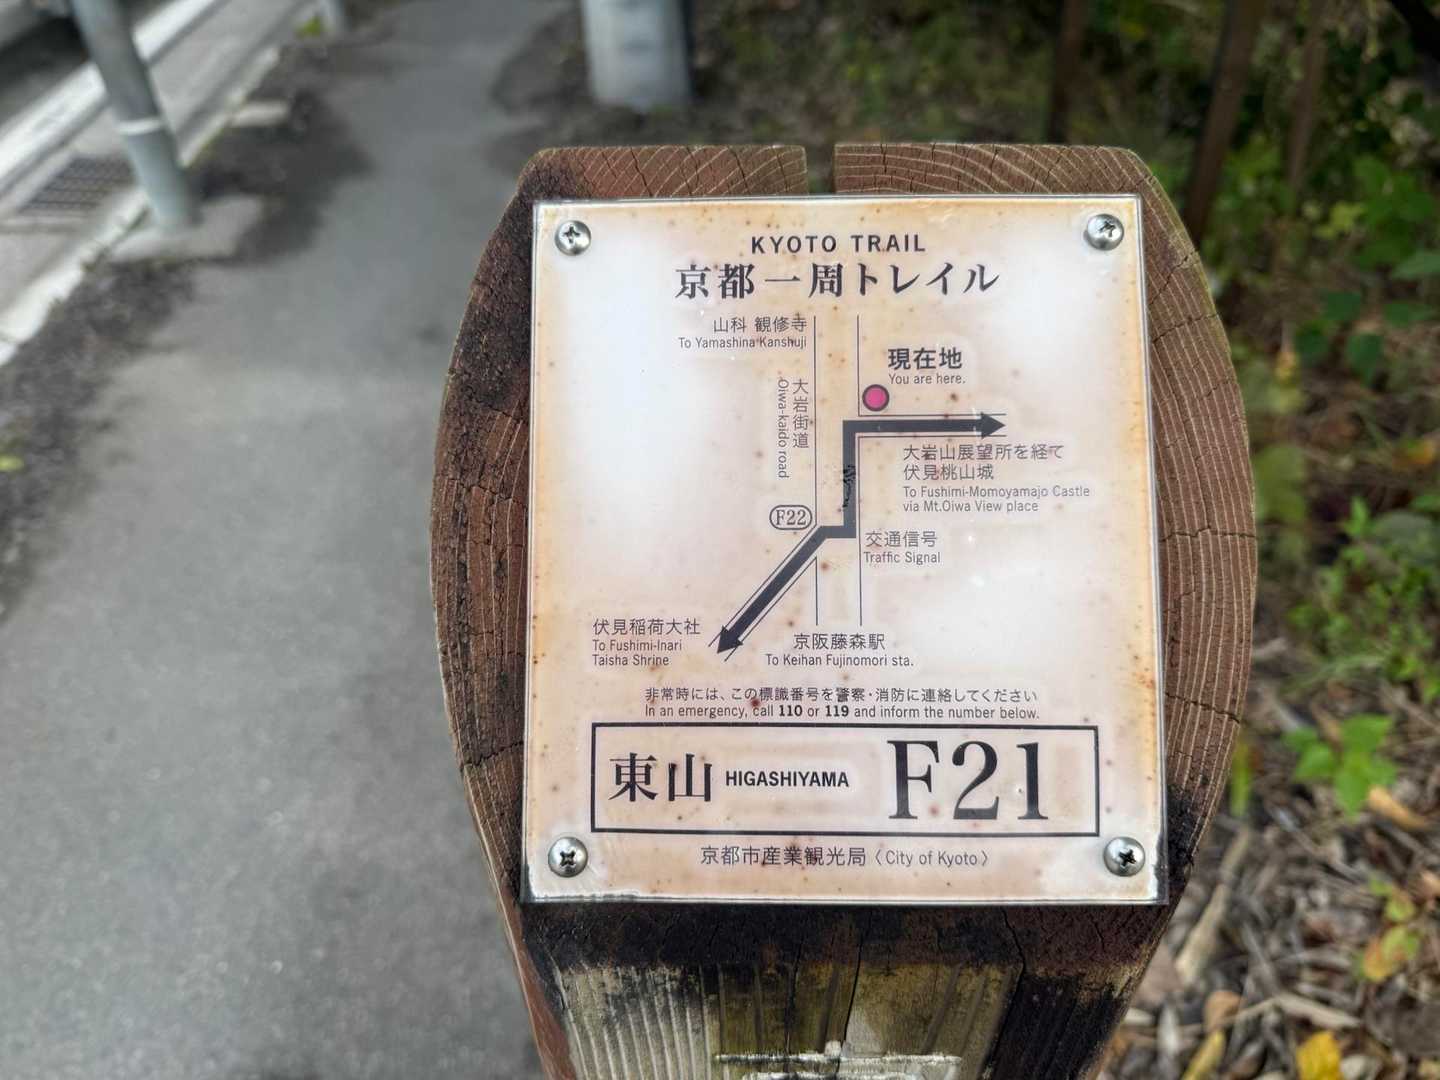 KYOTO TRAIL
京都一周トレイル
山科 観修寺
To Yamashina Kanshuji
現在地
You are here.
大岩街道
Oiwa-kaido road
大岩山展望所を経て
伏見桃山城
To Fushimi-Momoyamajo Castle
via Mt.Oiwa View place
F22
交通信号
Traffic Signal
伏見稲荷大社
To Fushimi-Inari
Taisha Shrine
京阪藤森駅
To Keihan Fujinomori sta.
非常時には、この標識番号を警察・消防に連絡してください
In an emergency, call 110 or 119 and inform the number below.
東山 HIGASHIYAMA F21
京都市産業観光局〈City of Kyoto〉